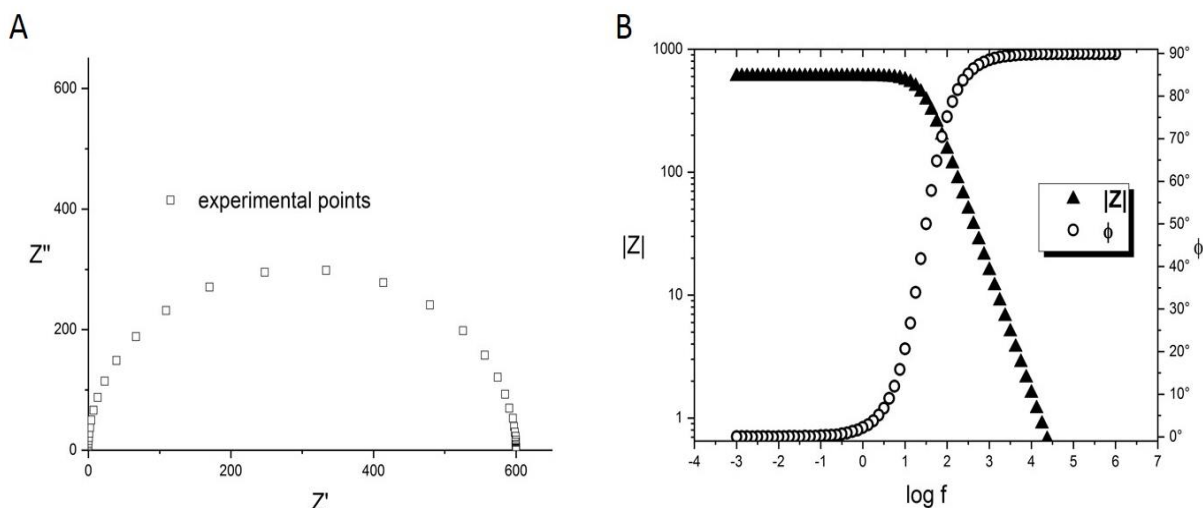 A
600
400
200
0
Z"
□ experimental points
0 200 400 600
Z'
B
1000
100
10
1
|Z|
90°
80°
70°
60°
50°
40°
30°
20°
10°
0°
ϕ
▲ |Z|
o ϕ
-4 -3 -2 -1 0 1 2 3 4 5 6 7
log f